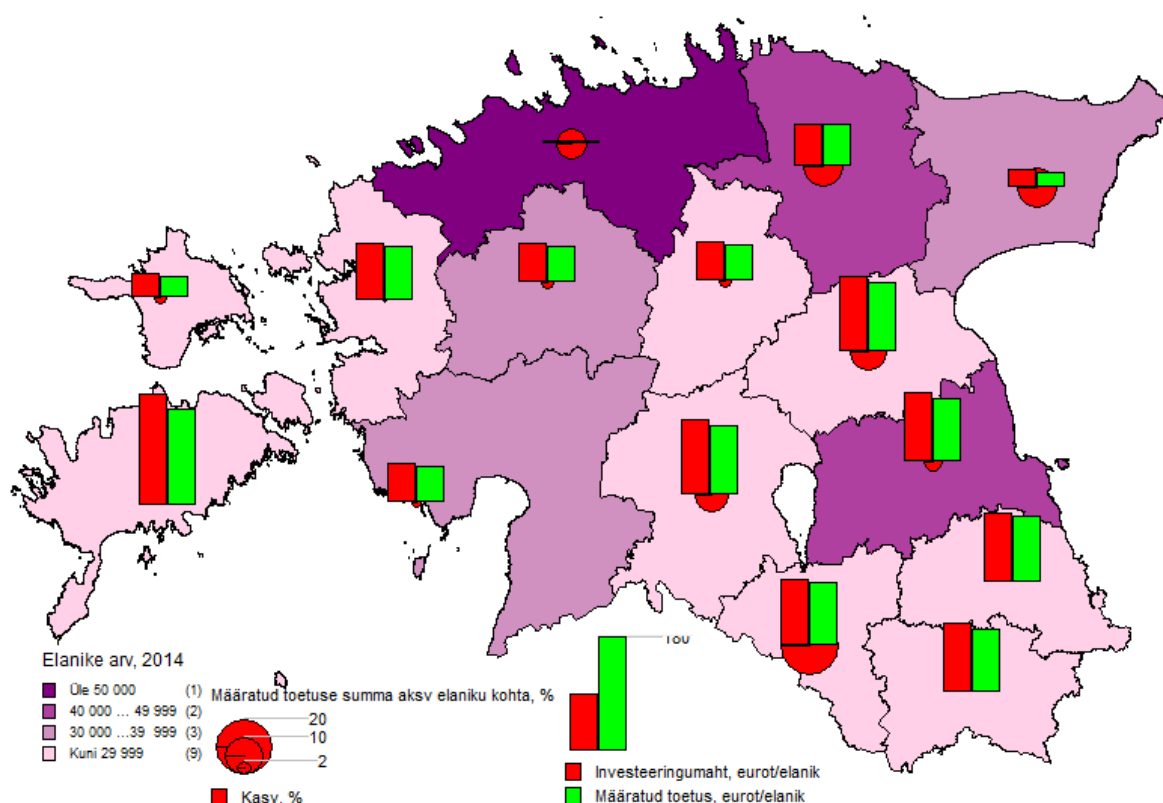 Elanike arv, 2014
Üle 50 000 (1)
40 000 ... 49 999 (2)
30 000 ...39 999 (3)
Kuni 29 999 (9)
Määratud toetuse summa aksv elaniku kohta, %
20
10
2
Kasv, %
180
Investeeringumaht, eurot/elanik
Määratud toetus, eurot/elanik